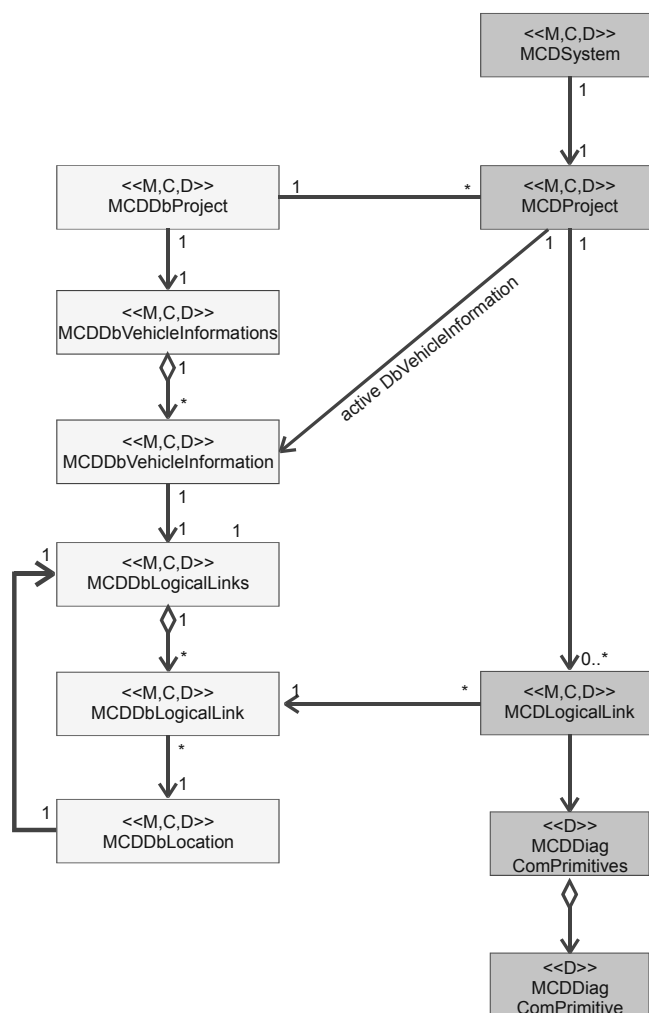 <<M,C,D>>
MCDSystem
1
1
<<M,C,D>>
MCDDbProject
1
*
<<M,C,D>>
MCDProject
1
1
1
1
<<M,C,D>>
MCDDbVehicleInformations
active DbVehicleInformation
1
*
<<M,C,D>>
MCDDbVehicleInformation
1
1
1
1
<<M,C,D>>
MCDDbLogicalLinks
1
*
0..*
<<M,C,D>>
MCDDbLogicalLink
1
*
<<M,C,D>>
MCDLogicalLink
*
1
1
<<M,C,D>>
MCDDbLocation
<<D>>
MCDDiag
ComPrimitives
<<D>>
MCDDiag
ComPrimitive